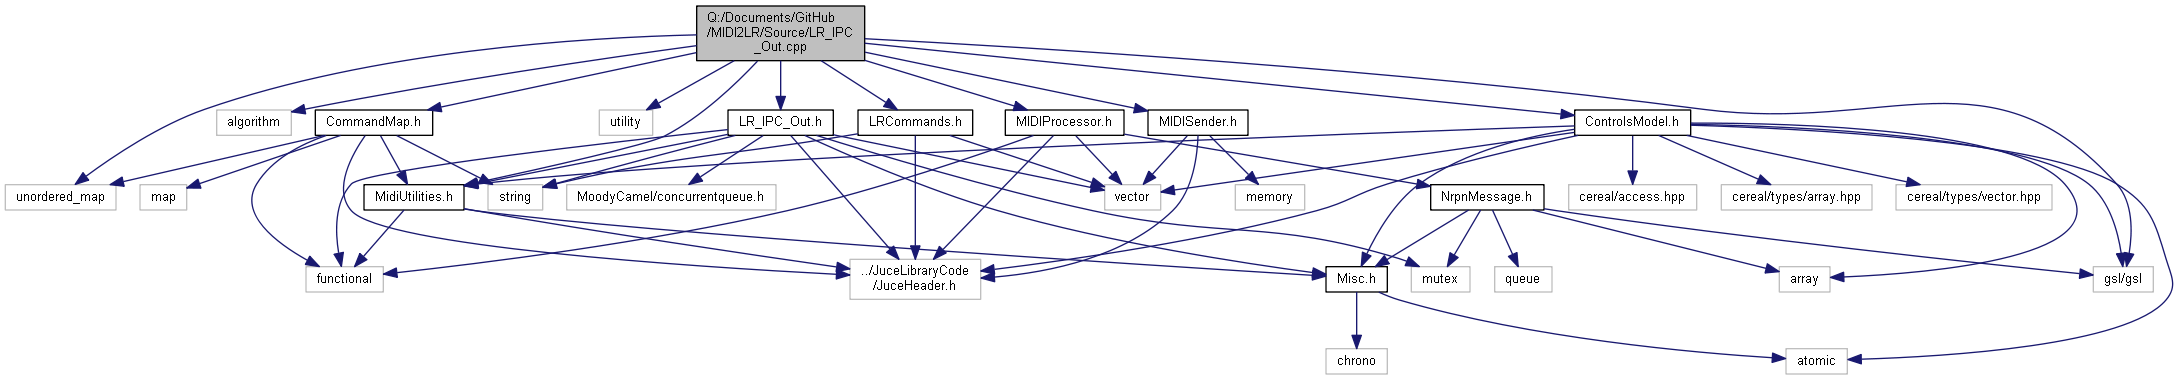 Q:/Documents/GitHub
/MIDI2LR/Source/LR_IPC
_Out.cpp
algorithm
CommandMap.h
utility
LR_IPC_Out.h
LRCommands.h
MIDIProcessor.h
MIDISender.h
ControlsModel.h
unordered_map
map
MidiUtilities.h
string
MoodyCamel/concurrentqueue.h
vector
memory
NrpnMessage.h
cereal/access.hpp
cereal/types/array.hpp
cereal/types/vector.hpp
functional
../JuceLibraryCode
/JuceHeader.h
Misc.h
mutex
queue
array
gsl/gsl
chrono
atomic